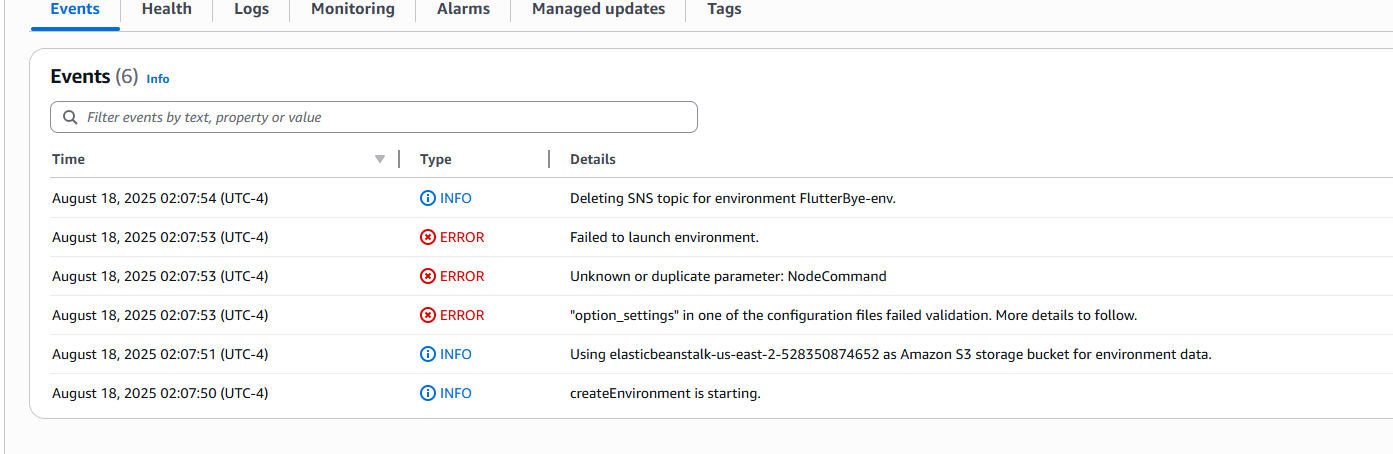 Events Health Logs Monitoring Alarms Managed updates Tags
Events (6) Info
Filter events by text, property or value
Time Type Details
August 18, 2025 02:07:54 (UTC-4) INFO Deleting SNS topic for environment FlutterBye-env.
August 18, 2025 02:07:53 (UTC-4) ERROR Failed to launch environment.
August 18, 2025 02:07:53 (UTC-4) ERROR Unknown or duplicate parameter: NodeCommand
August 18, 2025 02:07:53 (UTC-4) ERROR "option_settings" in one of the configuration files failed validation. More details to follow.
August 18, 2025 02:07:51 (UTC-4) INFO Using elasticbeanstalk-us-east-2-528350874652 as Amazon S3 storage bucket for environment data.
August 18, 2025 02:07:50 (UTC-4) INFO createEnvironment is starting.